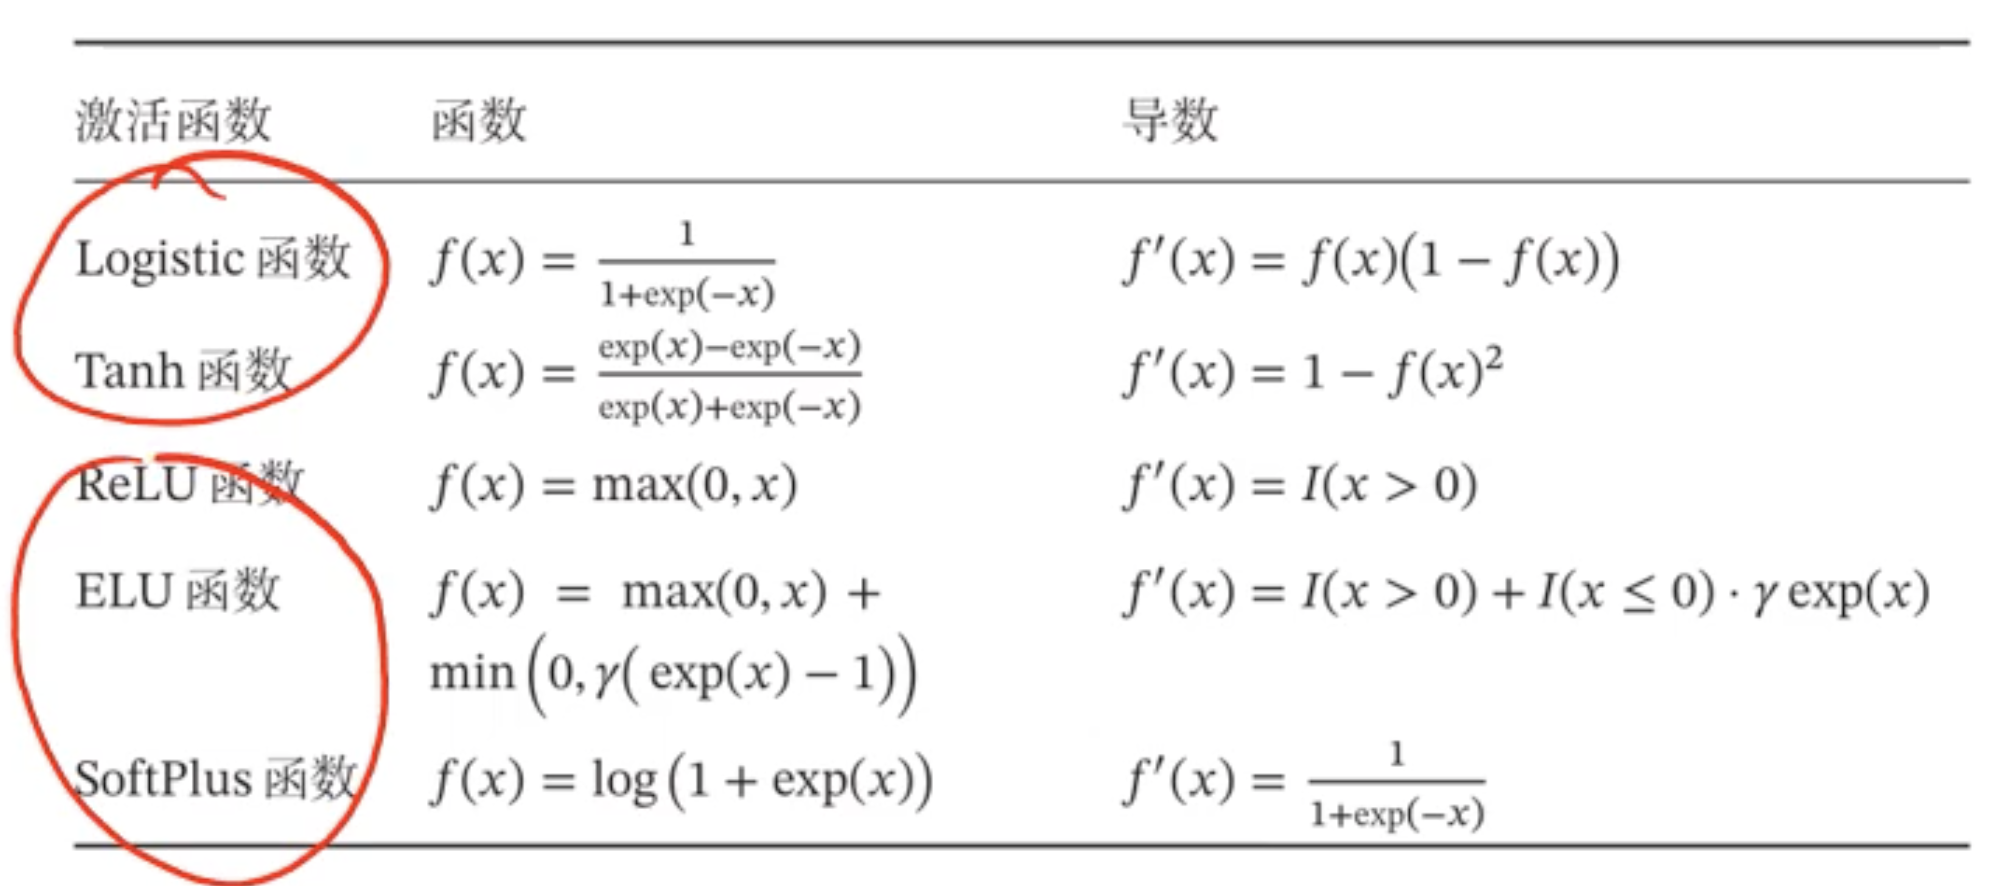 激活函数 函数 导数
Logistic 函数 f(x) = 1/(1+exp(−x)) f′(x) = f(x)(1 − f(x))
Tanh 函数 f(x) = (exp(x)−exp(−x))/(exp(x)+exp(−x)) f′(x) = 1 − f(x)²
ReLU 函数 f(x) = max(0, x) f′(x) = I(x > 0)
ELU 函数 f(x) = max(0, x) + f′(x) = I(x > 0) + I(x ≤ 0) · γ exp(x)
min(0, γ(exp(x) − 1))
SoftPlus 函数 f(x) = log(1 + exp(x)) f′(x) = 1/(1+exp(−x))